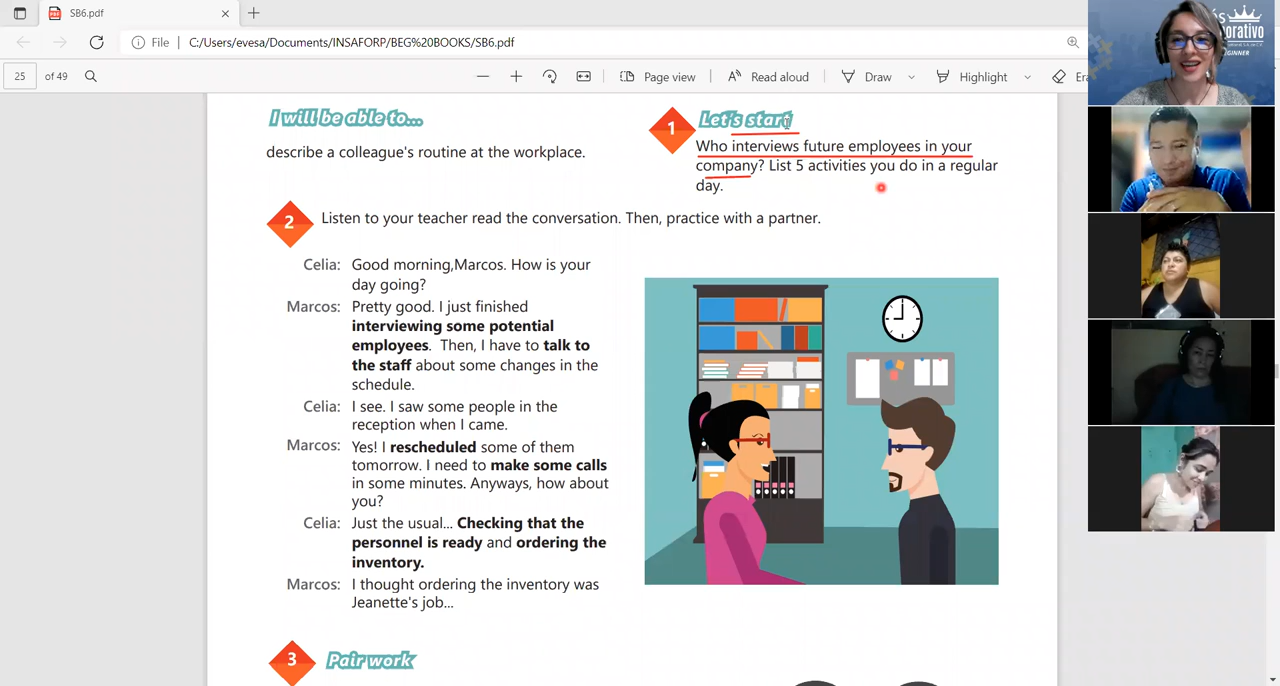 SB6.pdf
File
C:/Users/evesa/Documents/INSAFORP/BEG%20BOOKS/SB6.pdf
25 of 49
Page view
Read aloud
Draw
Highlight
I will be able to...
describe a colleague's routine at the workplace.
1
Let's start
Who interviews future employees in your
company? List 5 activities you do in a regular
day.
2
Listen to your teacher read the conversation. Then, practice with a partner.
Celia: Good morning,Marcos. How is your
day going?
Marcos: Pretty good. I just finished
interviewing some potential
employees. Then, I have to talk to
the staff about some changes in the
schedule.
Celia: I see. I saw some people in the
reception when I came.
Marcos: Yes! I rescheduled some of them
tomorrow. I need to make some calls
in some minutes. Anyways, how about
you?
Celia: Just the usual... Checking that the
personnel is ready and ordering the
inventory.
Marcos: I thought ordering the inventory was
Jeanette's job...
3
Pair work